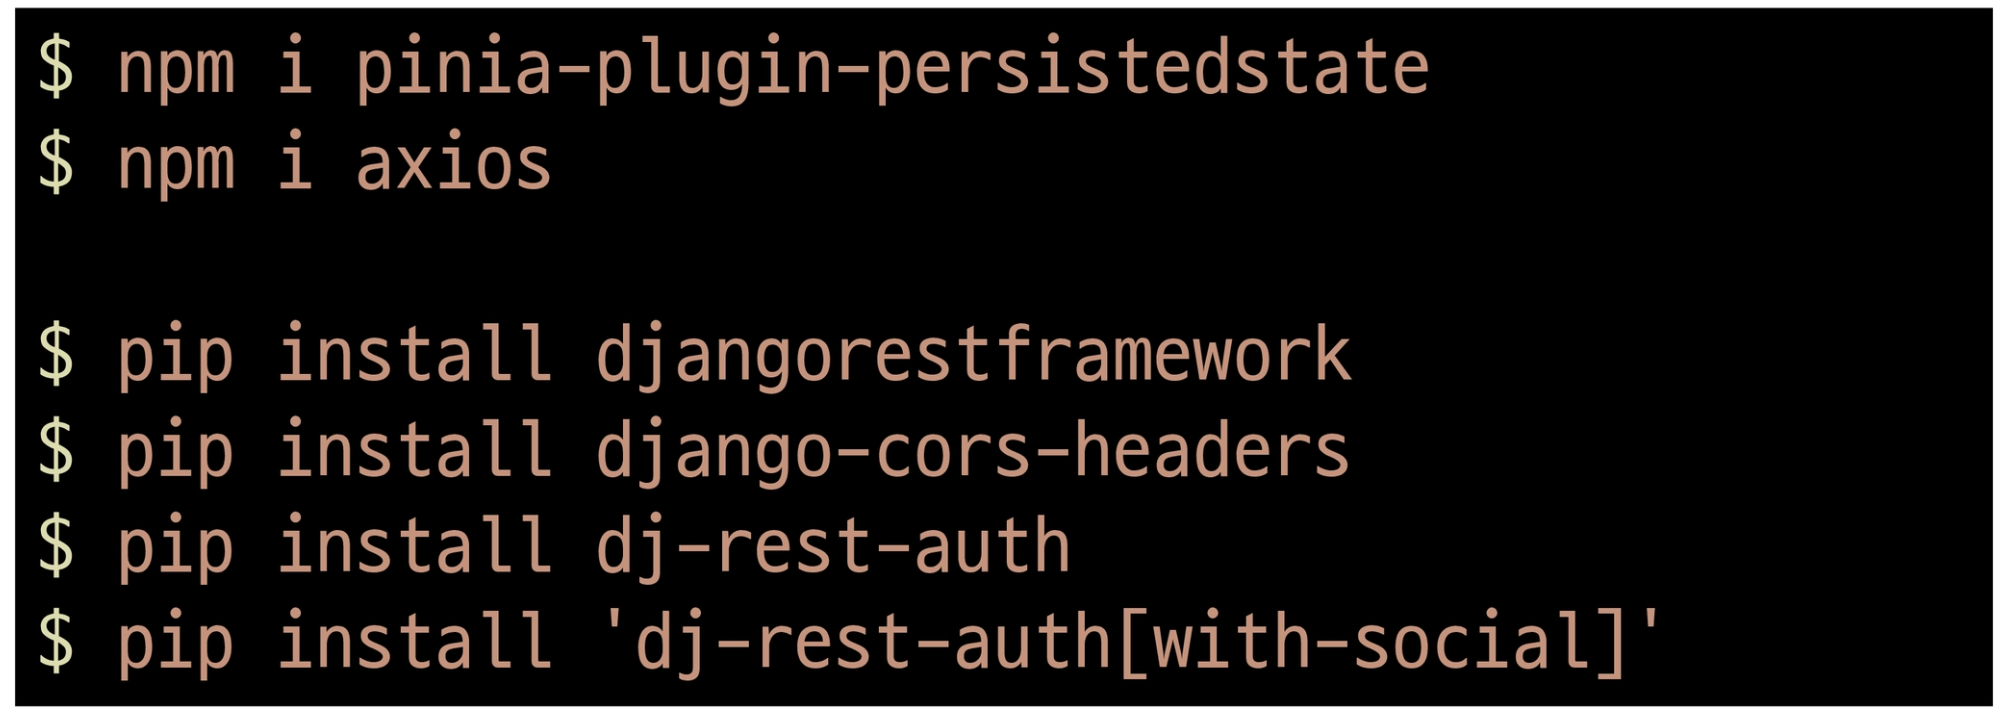 $ npm i pinia-plugin-persistedstate
$ npm i axios
$ pip install djangorestframework
$ pip install django-cors-headers
$ pip install dj-rest-auth
$ pip install 'dj-rest-auth[with-social]'